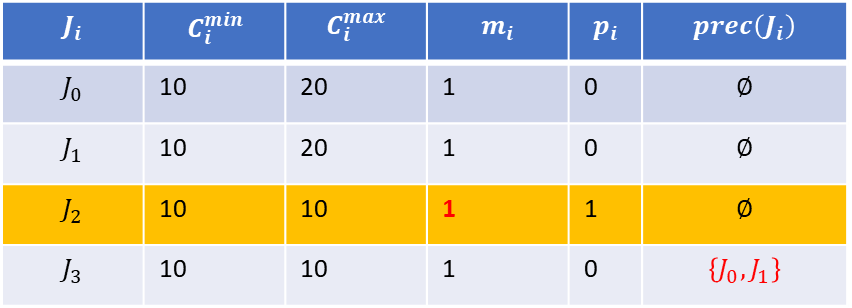 J_i C_i^min C_i^max m_i p_i prec(J_i)
J_0 10 20 1 0 ∅
J_1 10 20 1 0 ∅
J_2 10 10 1 1 ∅
J_3 10 10 1 0 {J_0, J_1}